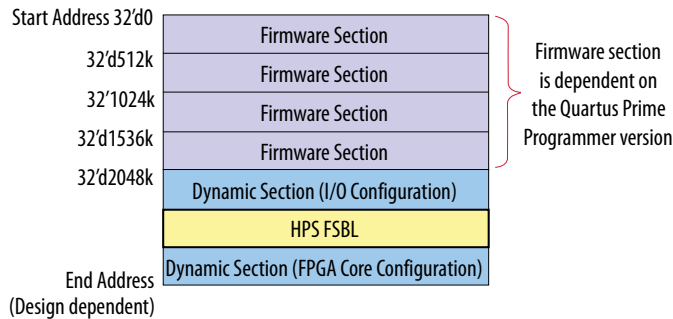 Start Address 32'd0
Firmware Section
32'd512k
Firmware Section
32'1024k
Firmware Section
32'd1536k
Firmware Section
32'd2048k
Firmware section
is dependent on
the Quartus Prime
Programmer version
Dynamic Section (I/O Configuration)
HPS FSBL
Dynamic Section (FPGA Core Configuration)
End Address
(Design dependent)